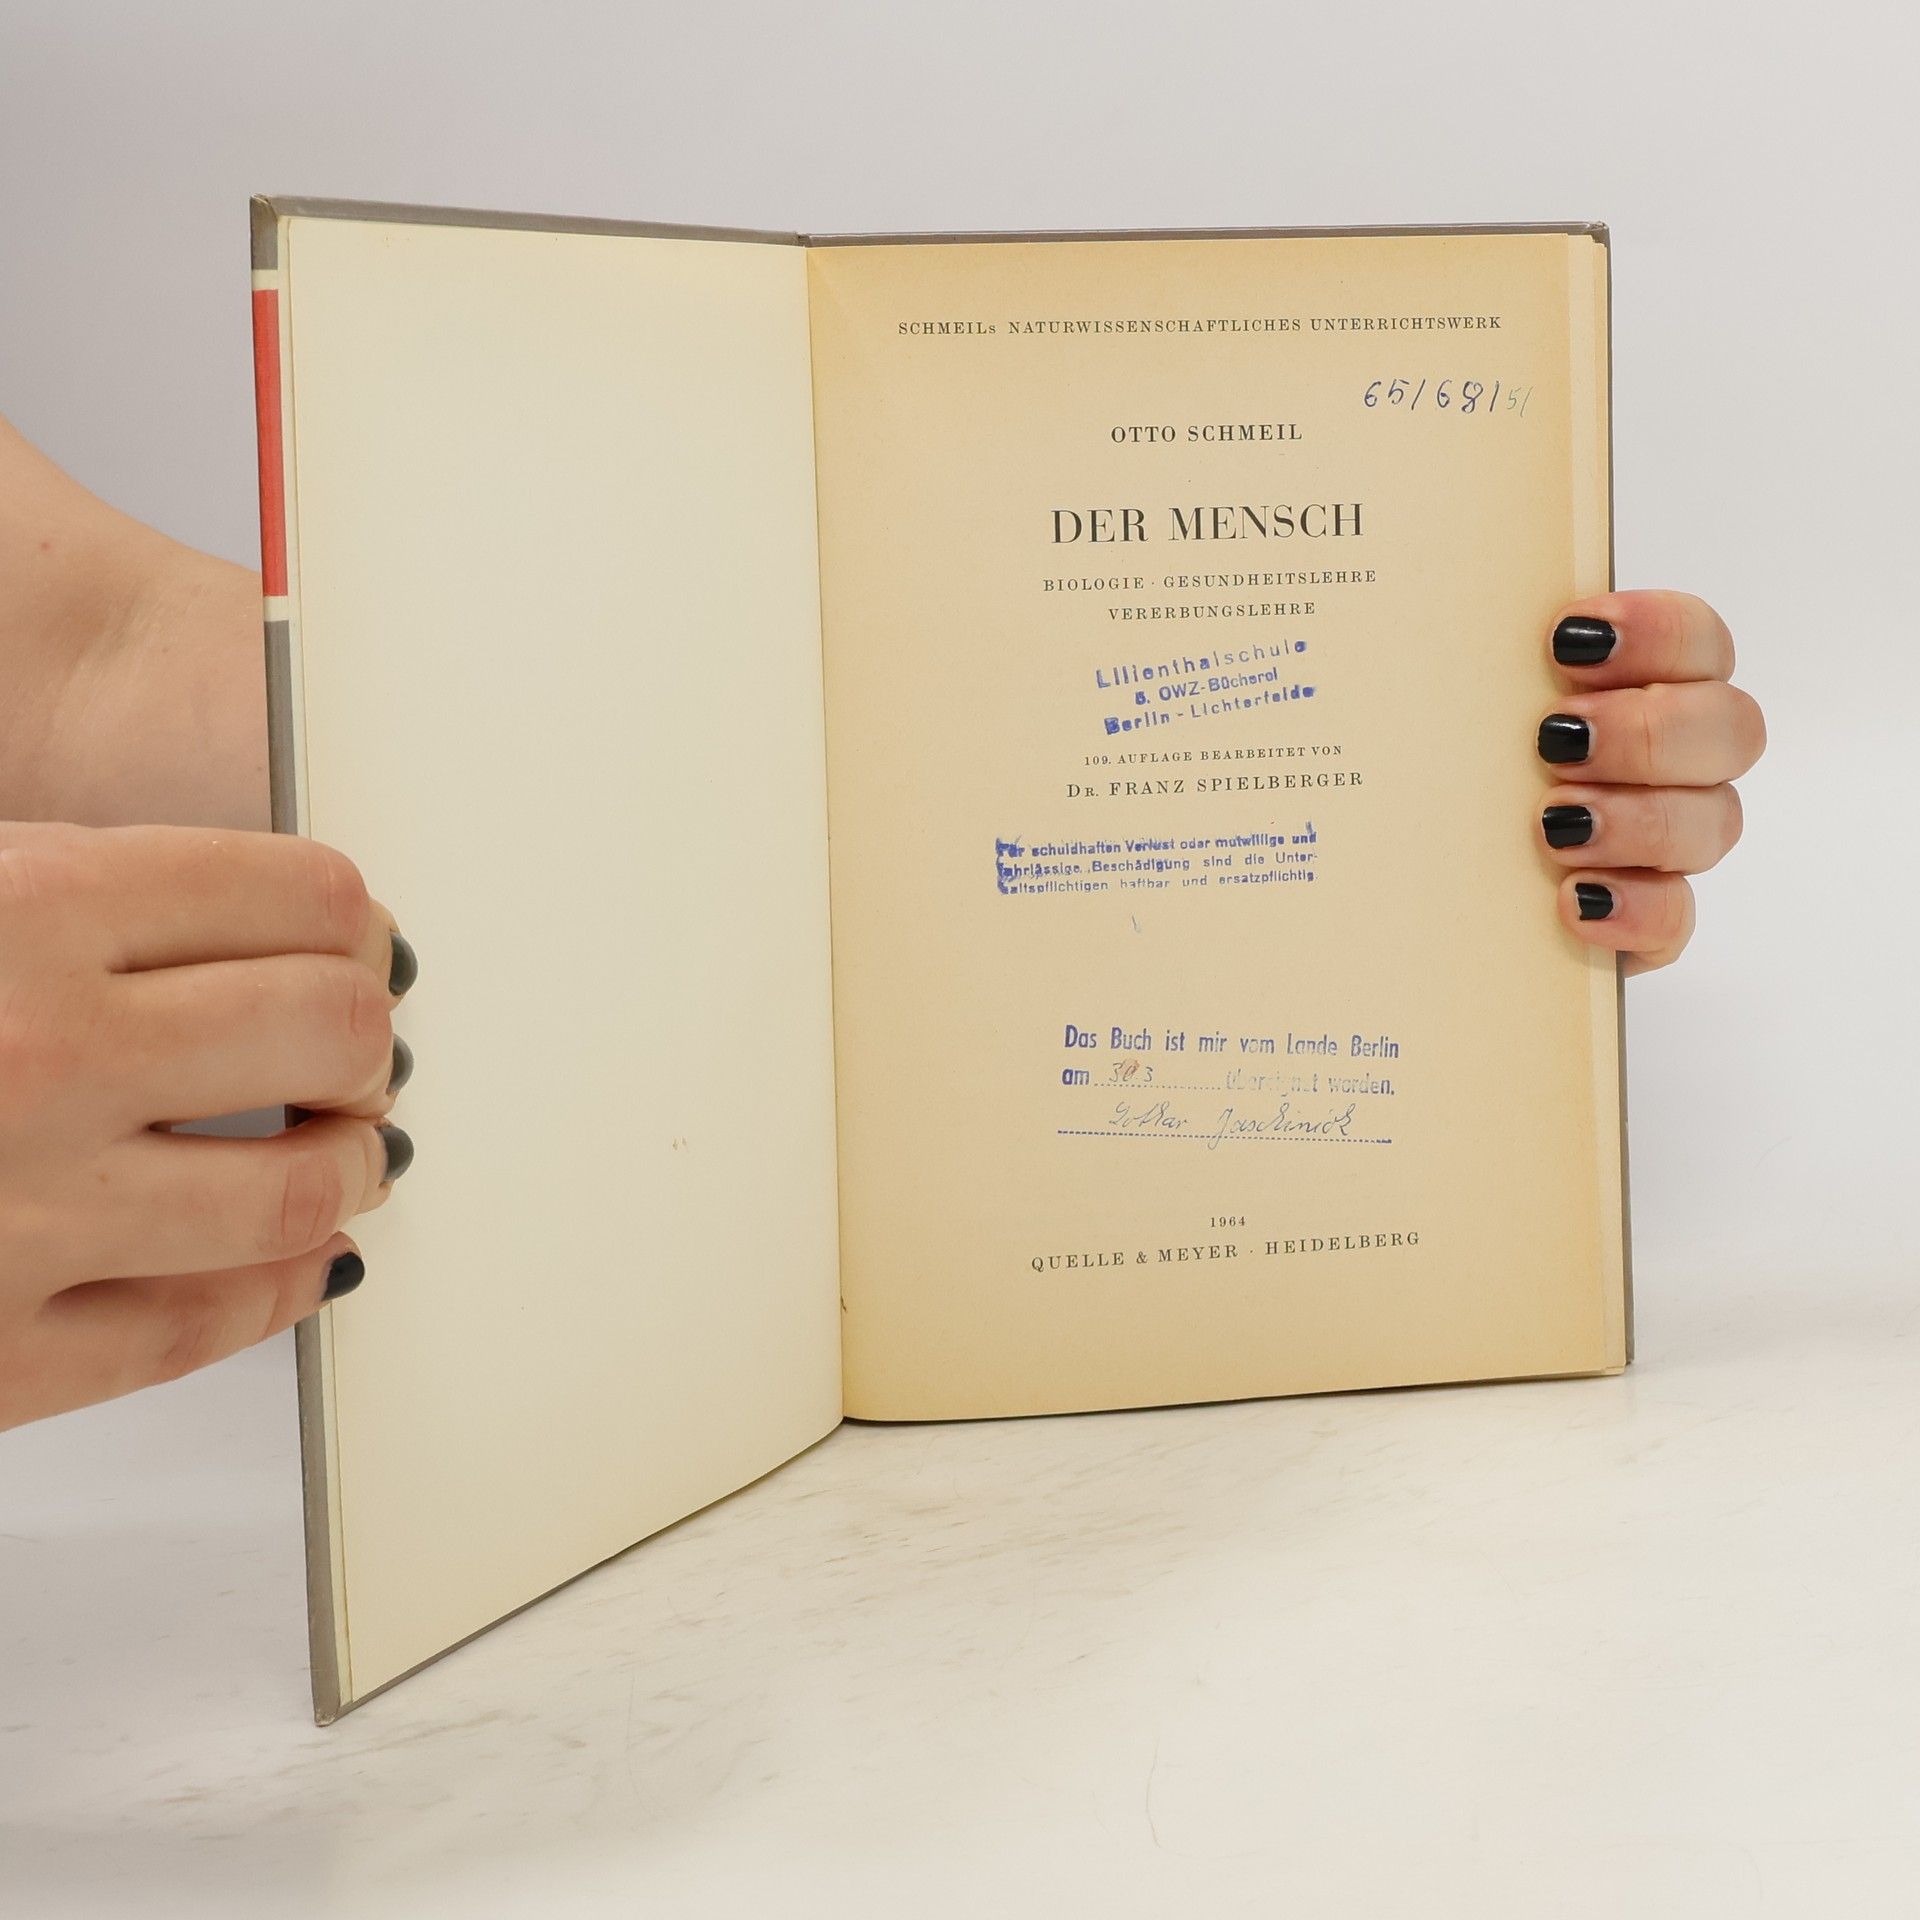 SCHMEILs NATURWISSENSCHAFTLICHES UNTERRICHTSWERK
65/68/51
OTTO SCHMEIL
DER MENSCH
BIOLOGIE · GESUNDHEITSLEHRE
VERERBUNGSLEHRE
Lilienthalschule
5. OWZ-Bücherei
Berlin - Lichterfelde
109. AUFLAGE BEARBEITET VON
DR. FRANZ SPIELBERGER
Für schuldhaften Verlust oder mutwillige und
fahrlässige Beschädigung sind die Unter-
haltspflichtigen haftbar und ersatzpflichtig.
Das Buch ist mir vom Lande Berlin
am 30.3 übereignet worden.
Lothar
1964
QUELLE & MEYER · HEIDELBERG